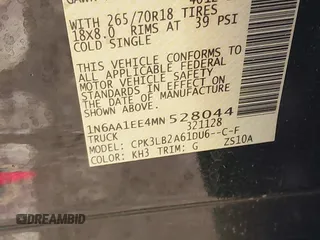 WITH 265/70R18 TIRES
18x8.0 RIMS AT 39 PSI
COLD SINGLE
THIS VEHICLE CONFORMS
TO ALL APPLICABLE
FEDERAL MOTOR VEHICLE
SAFETY STANDARDS
IN EFFECT ON THE DATE
OF MANUFACTURE
SHOWN ABOVE.
1N6AA1EE4MN528044
TRUCK 321128
MODEL: CPK3LB2A61DU6--C-F
COLOR: KH3 TRIM: G ZS10A
DREAMBID